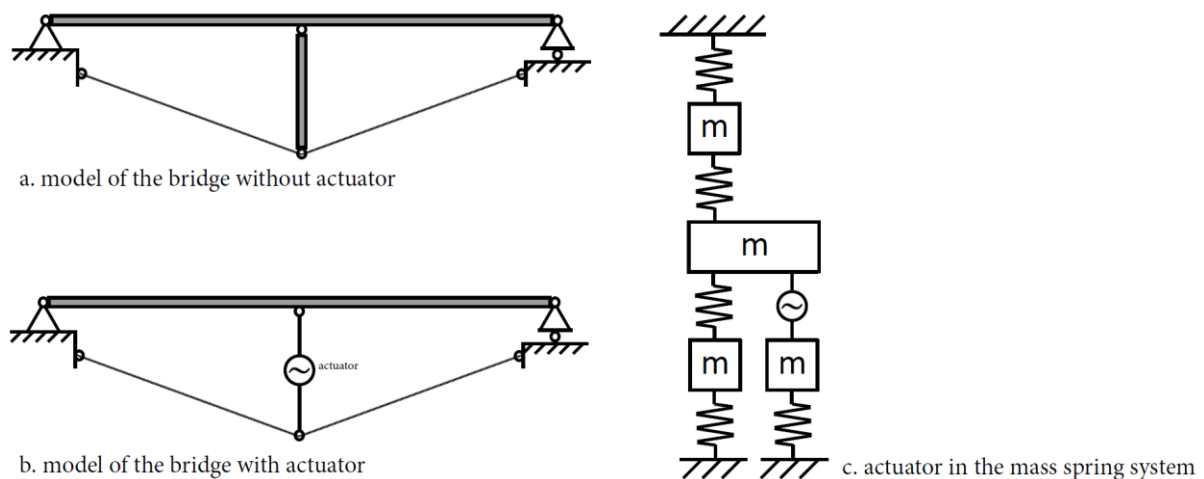 a. model of the bridge without actuator
actuator
b. model of the bridge with actuator
m
m
m
m
c. actuator in the mass spring system